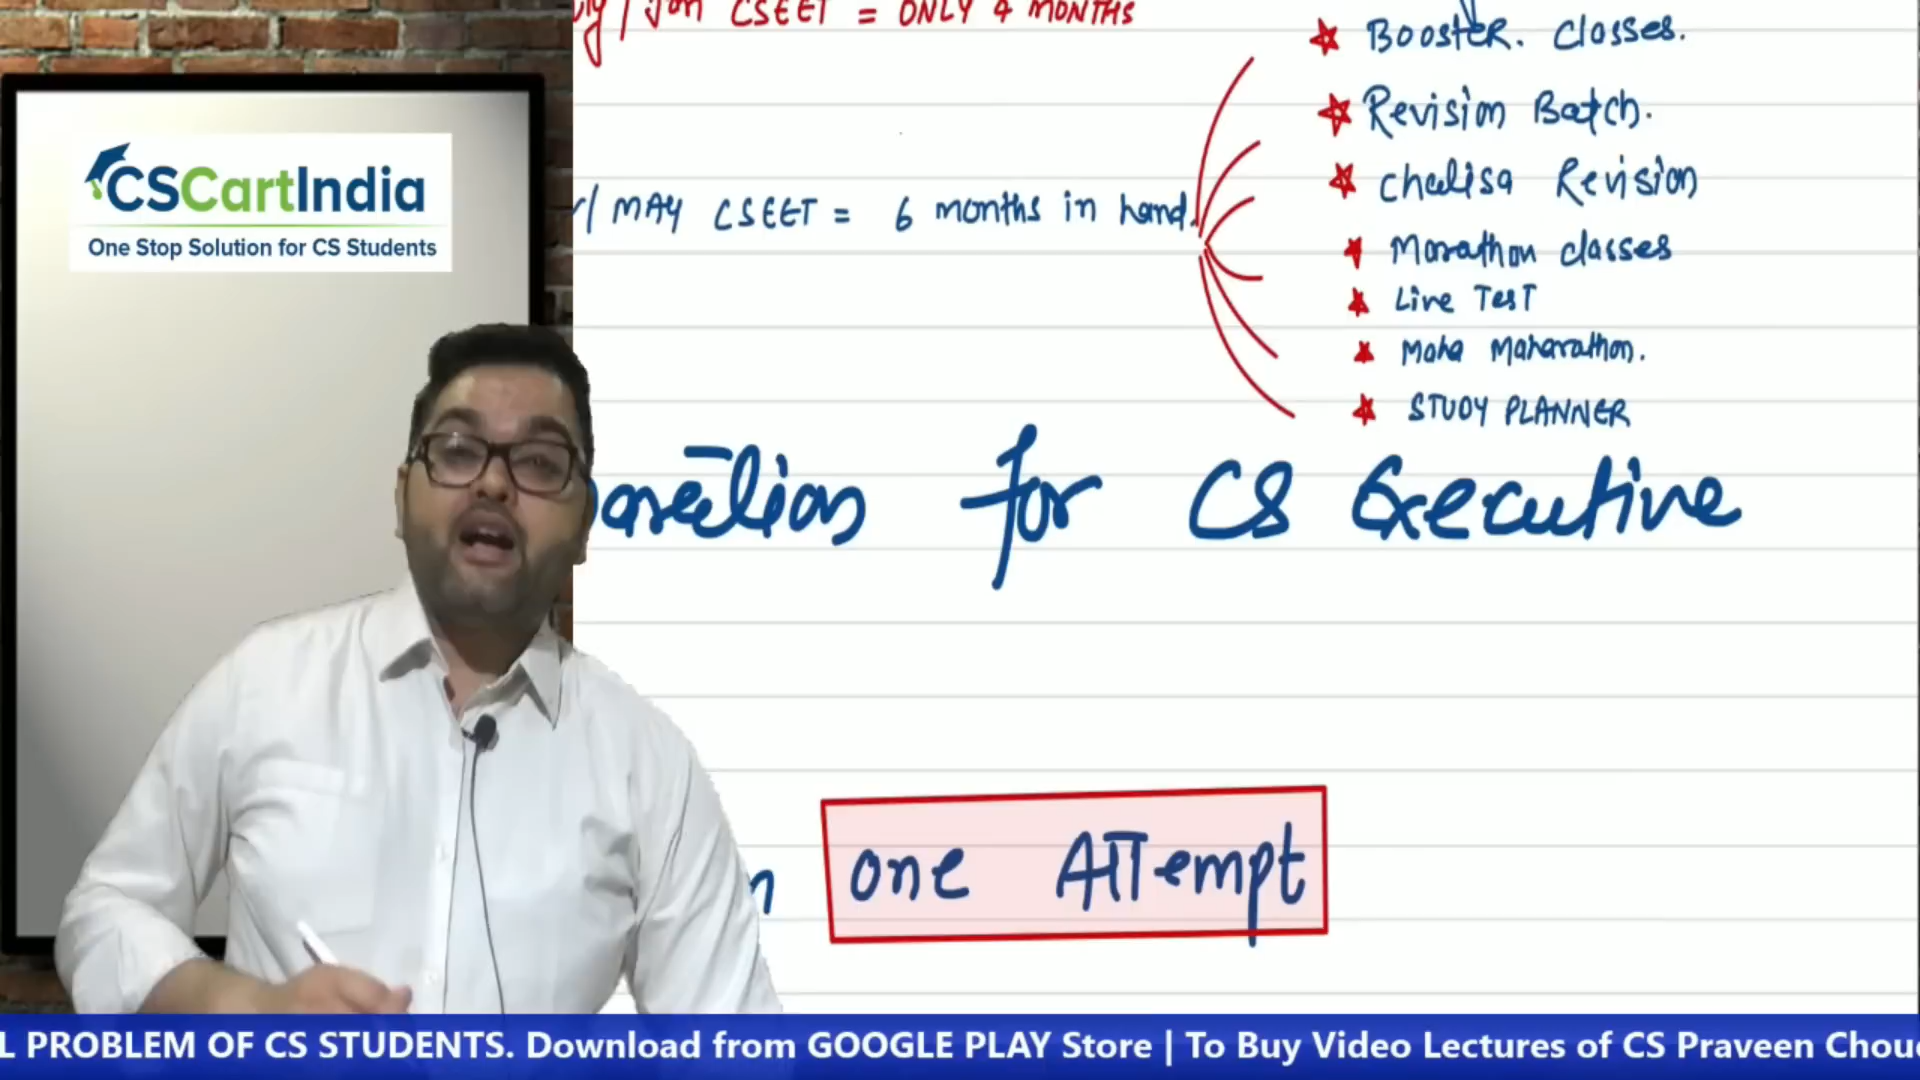 CSCartIndia
One Stop Solution for CS Students
CSEET = ONLY 4 MONTHS
/ MAY CSEET = 6 months in hand.
★ Booster. Classes.
★ Revision Batch.
★ Chalisa Revision
★ Marathon classes
★ Live Test
★ Maha Maharathon.
★ STUDY PLANNER
for CS Executive
one ATTempt
L PROBLEM OF CS STUDENTS. Download from GOOGLE PLAY Store | To Buy Video Lectures of CS Praveen Chou